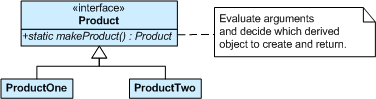 «interface»
Product
+static makeProduct() : Product
Evaluate arguments
and decide which derived
object to create and return.
ProductOne
ProductTwo